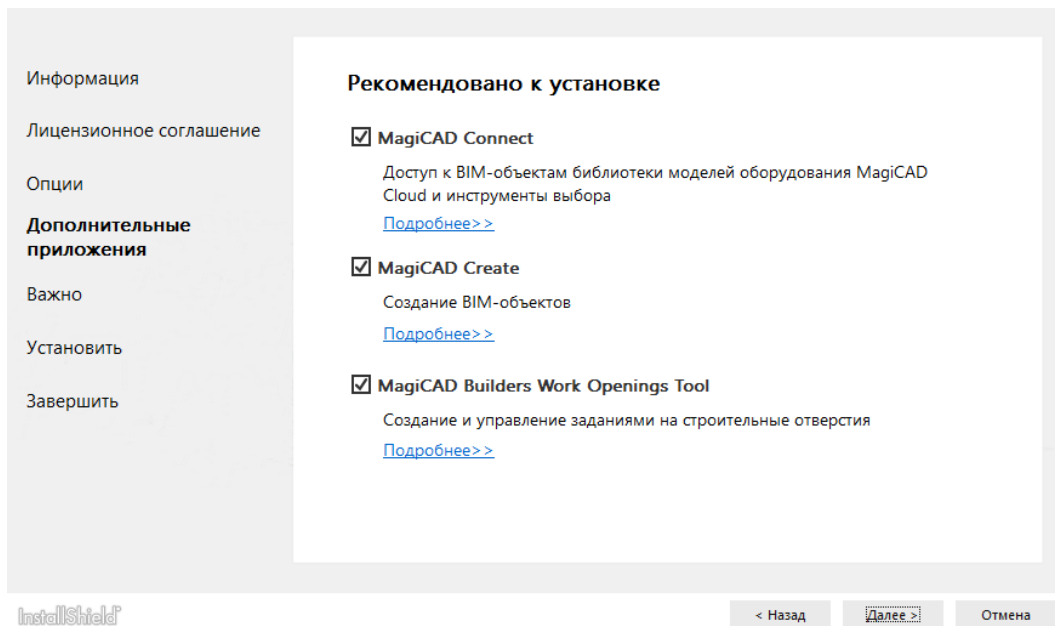 Информация
Лицензионное соглашение
Опции
Дополнительные
приложения
Важно
Установить
Завершить
Рекомендовано к установке
MagiCAD Connect
Доступ к BIM-объектам библиотеки моделей оборудования MagiCAD
Cloud и инструменты выбора
Подробнее>>
MagiCAD Create
Создание BIM-объектов
Подробнее>>
MagiCAD Builders Work Openings Tool
Создание и управление заданиями на строительные отверстия
Подробнее>>
InstallShield™
< Назад
Далее >
Отмена